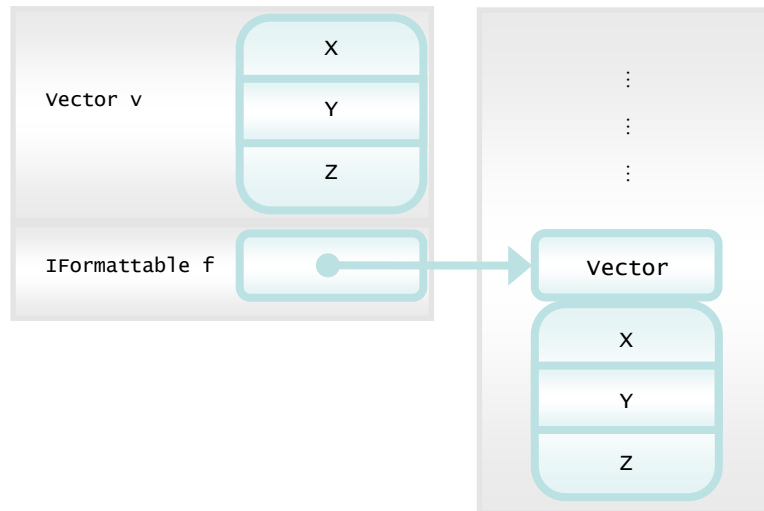 Vector v
X
Y
Z
IFormattable f
⋮
⋮
⋮
Vector
X
Y
Z